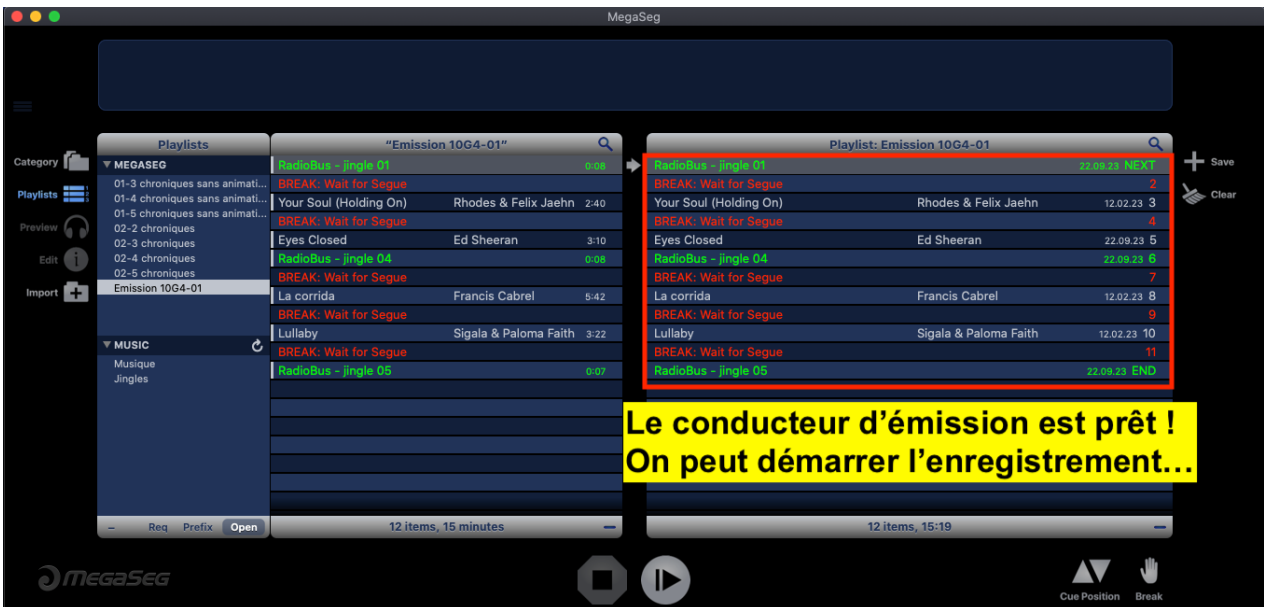 MegaSeg
Category
Playlists
Preview
Edit
Import
Playlists
MEGASEG
01-3 chroniques sans animati...
01-4 chroniques sans animati...
01-5 chroniques sans animati...
02-2 chroniques
02-3 chroniques
02-4 chroniques
02-5 chroniques
Emission 10G4-01
MUSIC
Musique
Jingles
– Req Prefix Open
"Emission 10G4-01"
RadioBus - jingle 01 0:08
BREAK: Wait for Segue
Your Soul (Holding On) Rhodes & Felix Jaehn 2:40
BREAK: Wait for Segue
Eyes Closed Ed Sheeran 3:10
RadioBus - jingle 04 0:08
BREAK: Wait for Segue
La corrida Francis Cabrel 5:42
BREAK: Wait for Segue
Lullaby Sigala & Paloma Faith 3:22
BREAK: Wait for Segue
RadioBus - jingle 05 0:07
12 items, 15 minutes
Playlist: Emission 10G4-01
RadioBus - jingle 01 22.09.23 NEXT
BREAK: Wait for Segue 2
Your Soul (Holding On) Rhodes & Felix Jaehn 12.02.23 3
BREAK: Wait for Segue 4
Eyes Closed Ed Sheeran 22.09.23 5
RadioBus - jingle 04 22.09.23 6
BREAK: Wait for Segue 7
La corrida Francis Cabrel 12.02.23 8
BREAK: Wait for Segue 9
Lullaby Sigala & Paloma Faith 12.02.23 10
BREAK: Wait for Segue 11
RadioBus - jingle 05 22.09.23 END
Le conducteur d'émission est prêt !
On peut démarrer l'enregistrement...
12 items, 15:19
Save
Clear
MEGASEG
Cue Position Break